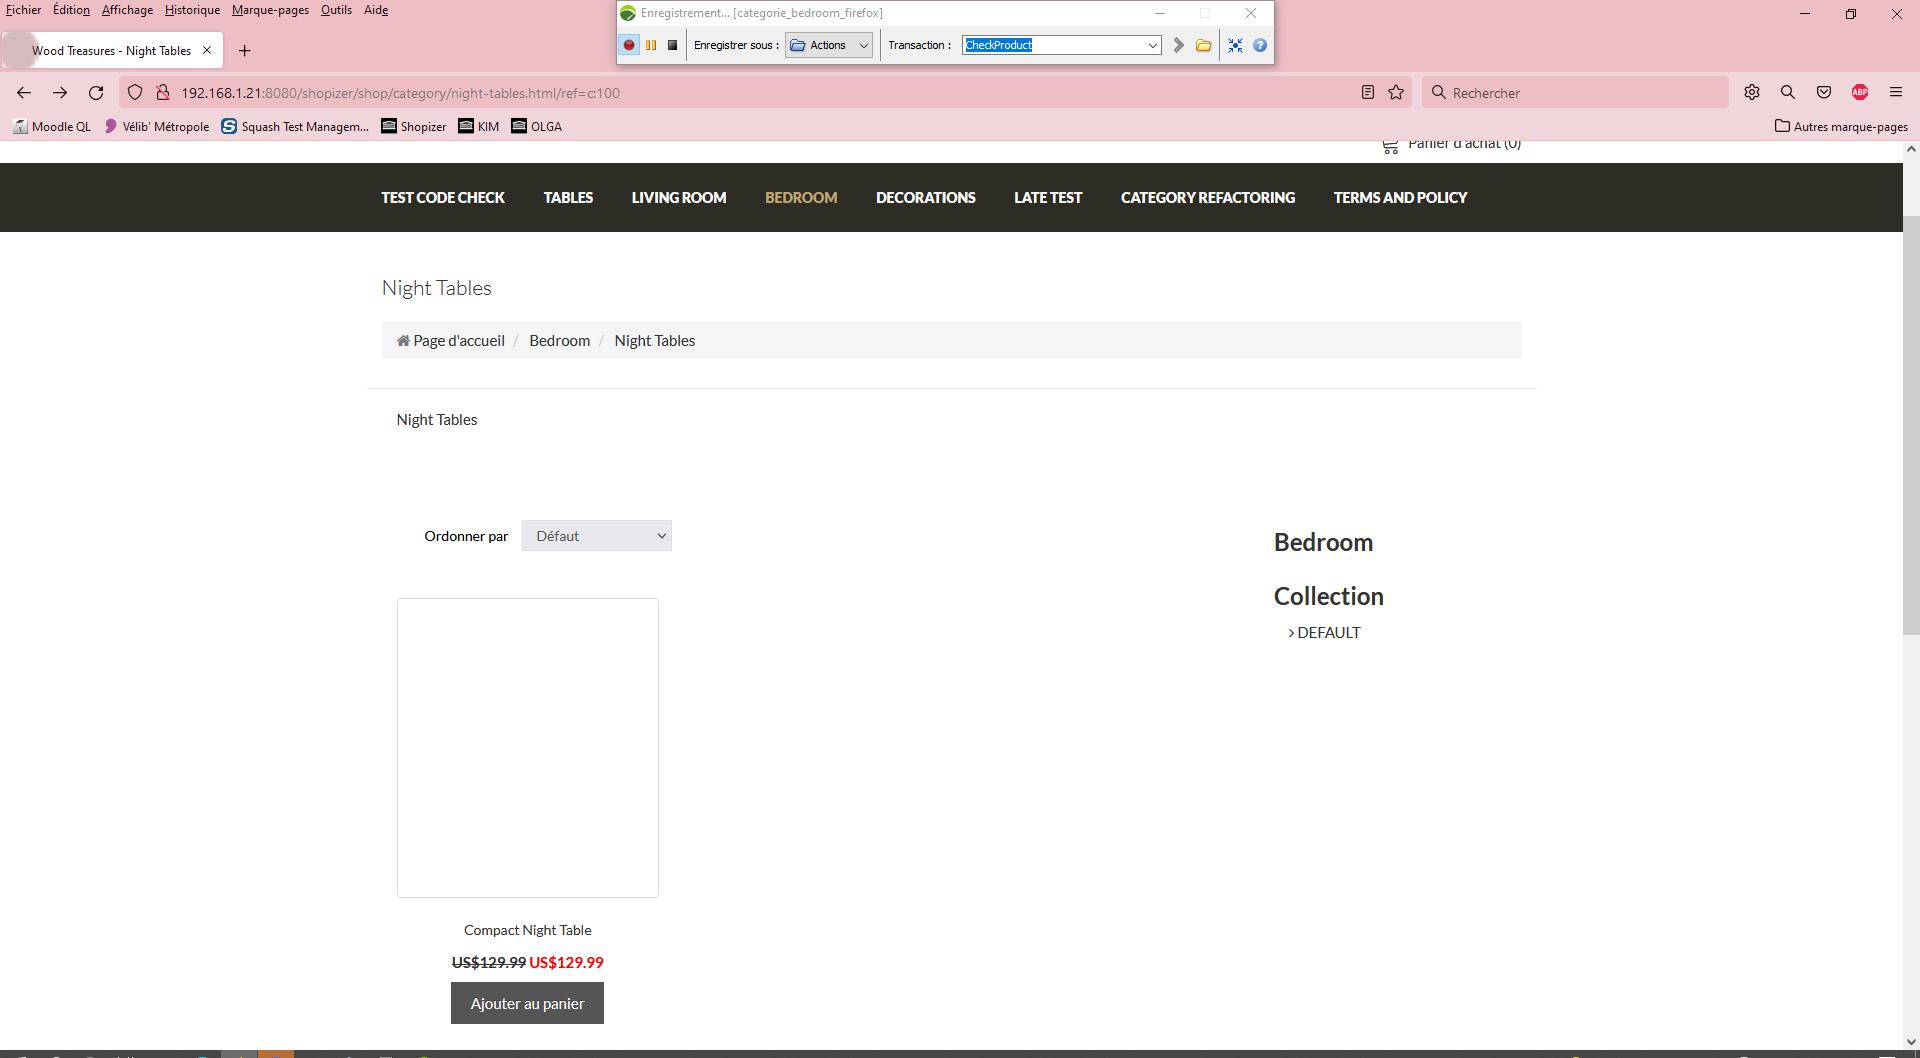 Fichier Édition Affichage Historique Marque-pages Outils Aide
Enregistrement... [categorie_bedroom_firefox]
Enregistrer sous : Actions Transaction : CheckProduct
Wood Treasures - Night Tables
192.168.1.21:8080/shopizer/shop/category/night-tables.html/ref=c:100
Rechercher
ABP
Moodle QL Vélib' Métropole Squash Test Managem... Shopizer KIM OLGA Autres marque-pages
Panier d'achat (0)
TEST CODE CHECK TABLES LIVING ROOM BEDROOM DECORATIONS LATE TEST CATEGORY REFACTORING TERMS AND POLICY
Night Tables
Page d'accueil / Bedroom / Night Tables
Night Tables
Ordonner par Défaut
Bedroom
Collection
> DEFAULT
Compact Night Table
US$129.99 US$129.99
Ajouter au panier